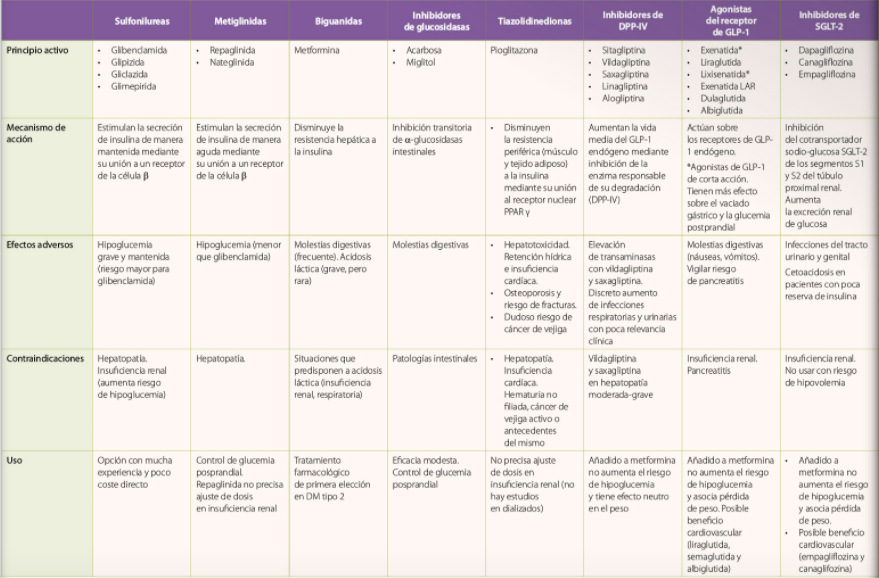 Sulfonilureas
Metiglinidas
Biguanidas
Inhibidores
de glucosidasas
Tiazolidinedionas
Inhibidores de
DPP-IV
Agonistas
del receptor
de GLP-1
Inhibidores de
SGLT-2
Principio activo
• Glibenclamida
• Glipizida
• Gliclazida
• Glimepirida
• Repaglinida
• Nateglinida
Metformina
• Acarbosa
• Miglitol
Pioglitazona
• Sitagliptina
• Vildagliptina
• Saxagliptina
• Linagliptina
• Alogliptina
• Exenatida*
• Liraglutida
• Lixisenatida*
• Exenatida LAR
• Dulaglutida
• Albiglutida
• Dapagliflozina
• Canagliflozina
• Empagliflozina
Mecanismo de
acción
Estimulan la secreción
de insulina de manera
mantenida mediante
su unión a un receptor
de la célula β
Estimulan la secreción
de insulina de manera
aguda mediante
su unión a un receptor
de la célula β
Disminuye la
resistencia hepática a
la insulina
Inhibición transitoria
de α-glucosidasas
intestinales
• Disminuyen
la resistencia
periférica (músculo
y tejido adiposo)
a la insulina
mediante su unión
al receptor nuclear
PPAR γ
Aumentan la vida
media del GLP-1
endógeno mediante
inhibición de la
enzima responsable
de su degradación
(DPP-IV)
Actúan sobre
los receptores de GLP-
1 endógeno.
*Agonistas de GLP-1
de corta acción.
Tienen más efecto
sobre el vaciado
gástrico y la glucemia
postprandial
Inhibición
del cotransportador
sodio-glucosa SGLT-2
de los segmentos S1
y S2 del túbulo
proximal renal.
Aumenta
la excreción renal
de glucosa
Efectos adversos
Hipoglucemia
grave y mantenida
(riesgo mayor para
glibenclamida)
Hipoglucemia (menor
que glibenclamida)
Molestias digestivas
(frecuente). Acidosis
láctica (grave, pero
rara)
Molestias digestivas
• Hepatotoxicidad.
Retención hídrica
e insuficiencia
cardíaca.
• Osteoporosis y
riesgo de fracturas.
• Dudoso riesgo de
cáncer de vejiga
Elevación
de transaminasas
con vildagliptina
y saxagliptina.
Discreto aumento
de infecciones
respiratorias y urinarias
con poca relevancia
clínica
Molestias digestivas
(náuseas, vómitos).
Vigilar riesgo
de pancreatitis
Infecciones del tracto
urinario y genital
Cetoacidosis en
pacientes con poca
reserva de insulina
Contraindicaciones
Hepatopatía.
Insuficiencia renal
(aumenta riesgo
de hipoglucemia)
Hepatopatía.
Situaciones que
predisponen a acidosis
láctica (insuficiencia
renal, respiratoria)
Patologías intestinales
• Hepatopatía.
Insuficiencia
cardíaca.
Hematuria no
filiada, cáncer de
vejiga activo o
antecedentes
del mismo
Vildagliptina
y saxagliptina
en hepatopatía
moderada-grave
Insuficiencia renal.
Pancreatitis
Insuficiencia renal.
No usar con riesgo
de hipovolemia
Uso
Opción con mucha
experiencia y poco
coste directo
Control de glucemia
posprandial.
Repaglinida no precisa
ajuste de dosis
en insuficiencia renal
Tratamiento
farmacológico
de primera elección
en DM tipo 2
Eficacia modesta.
Control de glucemia
posprandial
No precisa ajuste
de dosis en
insuficiencia renal (no
hay estudios
en dializados)
Añadido a metformina
no aumenta el riesgo
de hipoglucemia
y tiene efecto neutro
en el peso
Añadido a metformina
no aumenta el riesgo
de hipoglucemia
y asocia pérdida
de peso. Posible
beneficio
cardiovascular
(liraglutida,
semaglutida y
albiglutida)
• Añadido a
metformina no
aumenta el riesgo
de hipoglucemia
y asocia pérdida
de peso.
• Posible beneficio
cardiovascular
(empagliflozina y
canaglifozina)